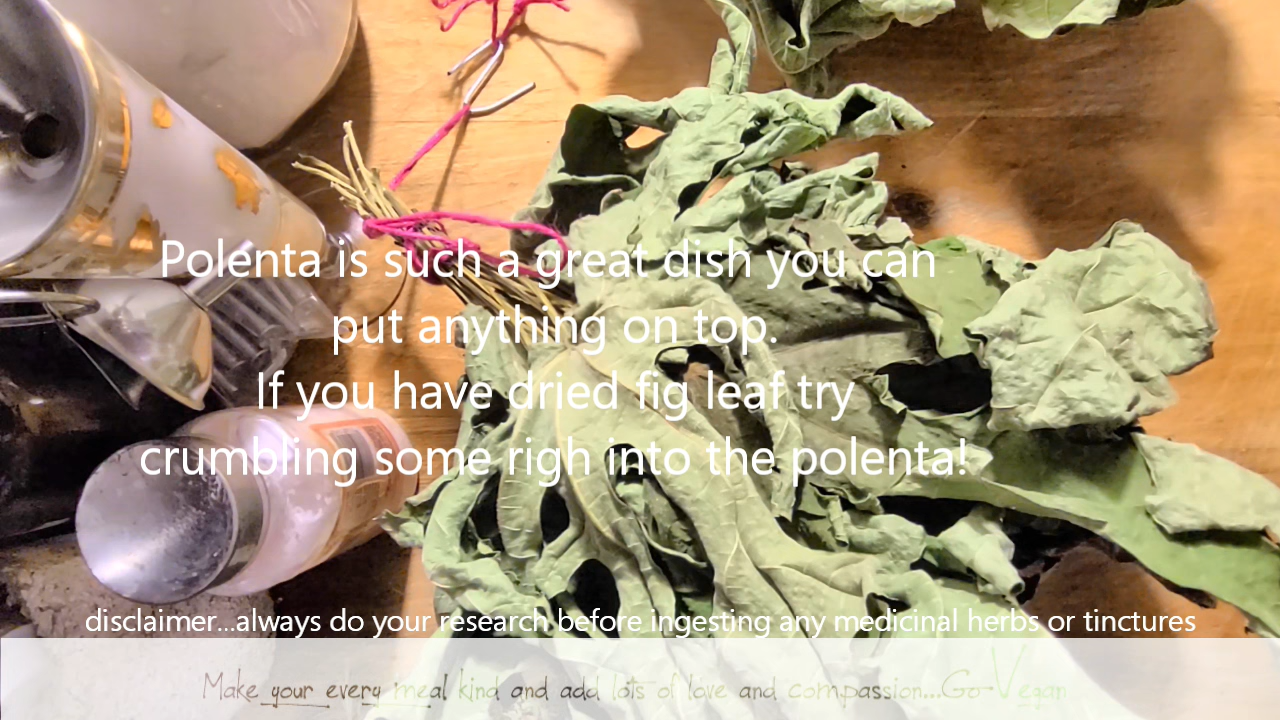 Polenta is such a great dish you can
put anything on top.
If you have dried fig leaf try
crumbling some righ into the polenta!
disclaimer...always do your research before ingesting any medicinal herbs or tinctures
Make your every meal kind and add lots of love and compassion...Go Vegan